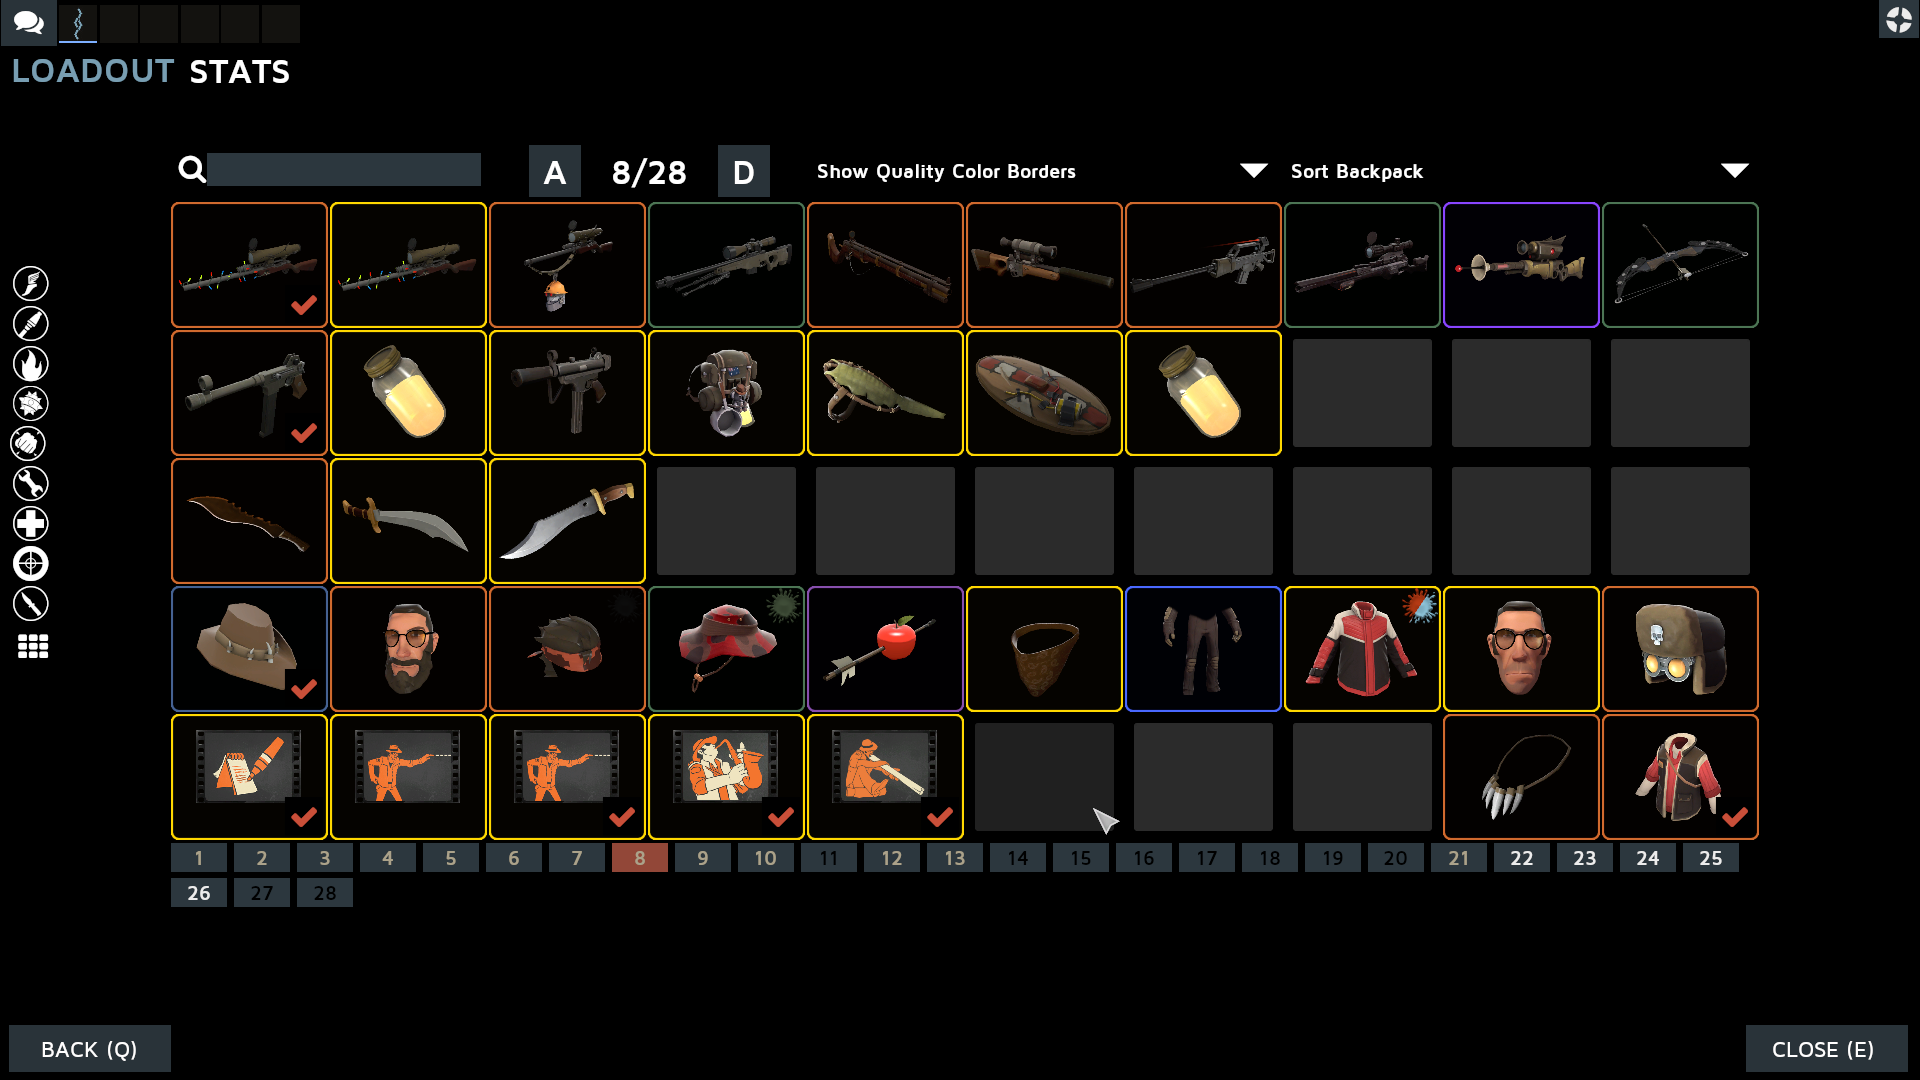 LOADOUT STATS
A 8/28 D Show Quality Color Borders Sort Backpack
1 2 3 4 5 6 7 8 9 10 11 12 13 14 15 16 17 18 19 20 21 22 23 24 25
26 27 28
BACK (Q) CLOSE (E)